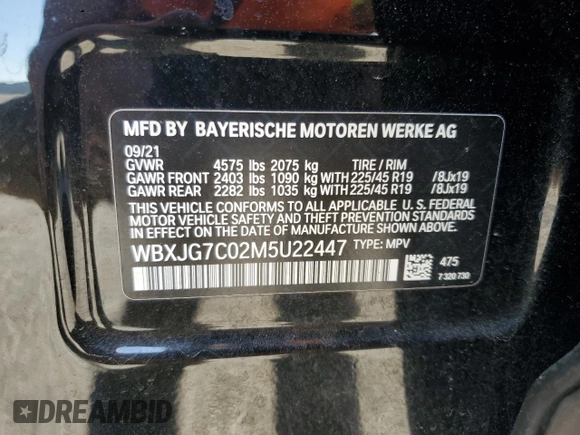 MFD BY BAYERISCHE MOTOREN WERKE AG
09/21
GVWR 4575 lbs 2075 kg TIRE / RIM
GAWR FRONT 2403 lbs 1090 kg WITH 225/45 R19 /8Jx19
GAWR REAR 2282 lbs 1035 kg WITH 225/45 R19 /8Jx19
THIS VEHICLE CONFORMS TO ALL APPLICABLE U. S. FEDERAL
MOTOR VEHICLE SAFETY AND THEFT PREVENTION STANDARDS
IN EFFECT ON THE DATE OF MANUFACTURE SHOWN ABOVE.
WBXJG7C02M5U22447 TYPE: MPV
475
7 320 730
DREAMBID